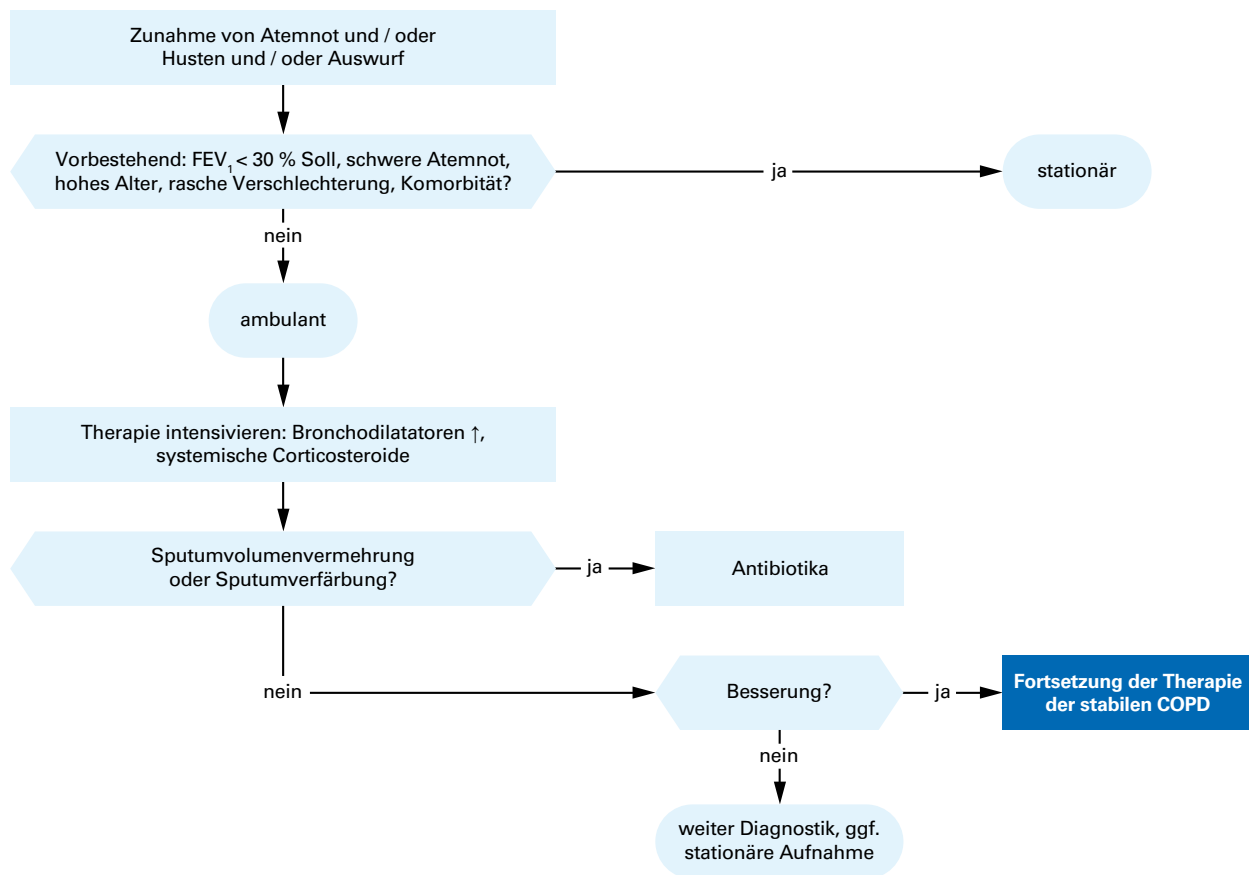 Zunahme von Atemnot und / oder
Husten und / oder Auswurf
Vorbestehend: FEV₁ < 30 % Soll, schwere Atemnot,
hohes Alter, rasche Verschlechterung, Komorbität?
ja
stationär
nein
ambulant
Therapie intensivieren: Bronchodilatatoren ↑,
systemische Corticosteroide
Sputumvolumenvermehrung
oder Sputumverfärbung?
ja
Antibiotika
nein
Besserung?
ja
Fortsetzung der Therapie
der stabilen COPD
nein
weiter Diagnostik, ggf.
stationäre Aufnahme